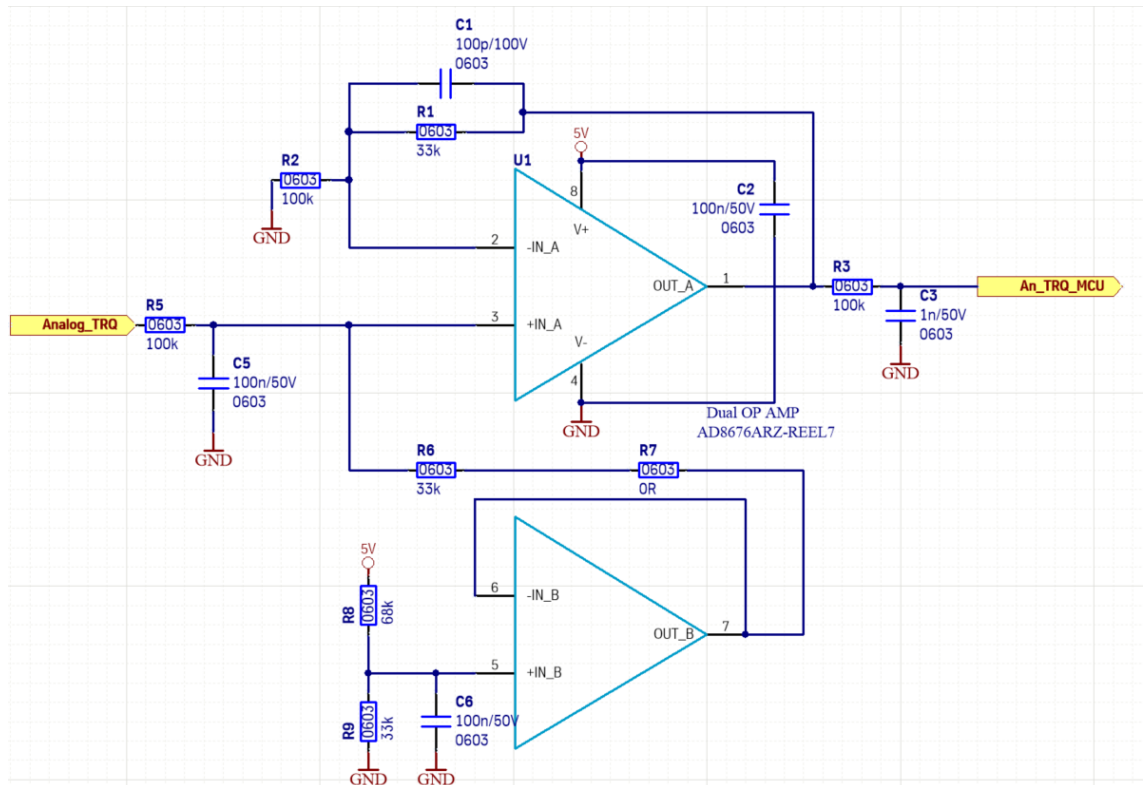 C1
100p/100V
0603
R1
0603
33k
5V
U1
R2
0603
100k
GND
8
V+
C2
100n/50V
0603
2
-IN_A
OUT_A
1
R3
0603
100k
An_TRQ_MCU
C3
1n/50V
0603
GND
Analog_TRQ
R5
0603
100k
3
+IN_A
V-
4
C5
100n/50V
0603
GND
GND
Dual OP AMP
AD8676ARZ-REEL7
R6
0603
33k
R7
0603
0R
5V
R8
0603
68k
6
-IN_B
OUT_B
7
5
+IN_B
R9
0603
33k
C6
100n/50V
0603
GND
GND